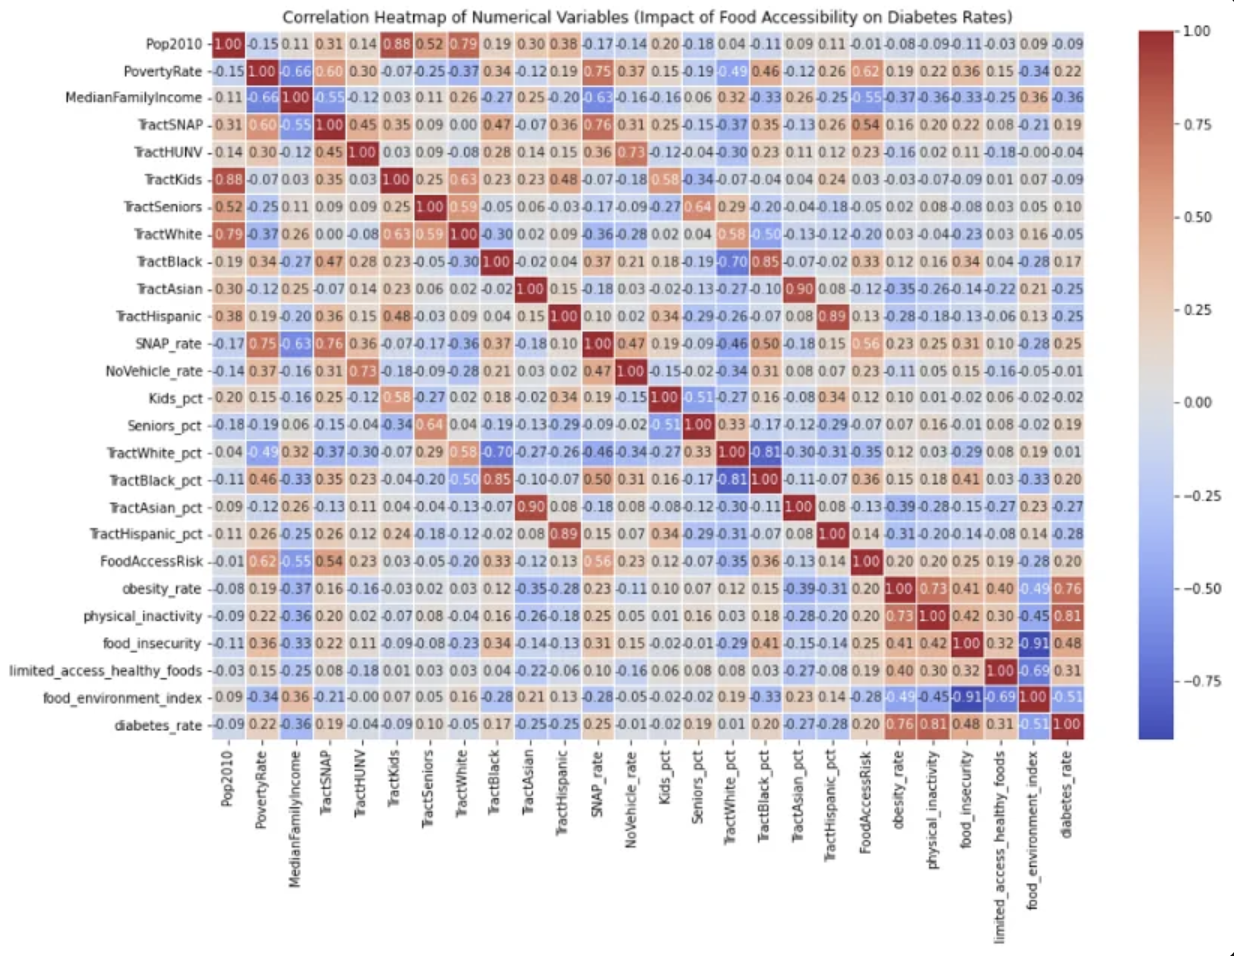 Correlation Heatmap of Numerical Variables (Impact of Food Accessibility on Diabetes Rates)
Pop2010 1.00 -0.15 0.11 0.31 0.14 0.88 0.52 0.79 0.19 0.30 0.38 -0.17 -0.14 0.20 -0.18 0.04 -0.11 0.09 0.11 -0.01 -0.08 -0.09 -0.11 -0.03 0.09 -0.09
PovertyRate -0.15 1.00 -0.66 0.60 0.30 -0.07 -0.25 -0.37 0.34 -0.12 0.19 0.75 0.37 0.15 -0.19 -0.49 0.46 -0.12 0.26 0.62 0.19 0.22 0.36 0.15 -0.34 0.22
MedianFamilyIncome 0.11 -0.66 1.00 -0.55 -0.12 0.03 0.11 0.26 -0.27 0.25 -0.20 -0.63 -0.16 -0.16 0.06 0.32 -0.33 0.26 -0.25 -0.55 -0.37 -0.36 -0.33 -0.25 0.36 -0.36
TractSNAP 0.31 0.60 -0.55 1.00 0.45 0.35 0.09 0.00 0.47 -0.07 0.36 0.76 0.31 0.25 -0.15 -0.37 0.35 -0.13 0.26 0.54 0.16 0.20 0.22 0.08 -0.21 0.19
TractHUNV 0.14 0.30 -0.12 0.45 1.00 0.03 0.09 -0.08 0.28 0.14 0.15 0.36 0.73 -0.12 -0.04 -0.30 0.23 0.11 0.12 0.23 -0.16 0.02 0.11 -0.18 -0.00 -0.04
TractKids 0.88 -0.07 0.03 0.35 0.03 1.00 0.25 0.63 0.23 0.23 0.48 -0.07 -0.18 0.58 -0.34 -0.07 -0.04 0.04 0.24 0.03 -0.03 -0.07 -0.09 0.01 0.07 -0.09
TractSeniors 0.52 -0.25 0.11 0.09 0.09 0.25 1.00 0.59 -0.05 0.06 -0.03 -0.17 -0.09 -0.27 0.64 0.29 -0.20 -0.04 -0.18 -0.05 0.02 0.08 -0.08 0.03 0.05 0.10
TractWhite 0.79 -0.37 0.26 0.00 -0.08 0.63 0.59 1.00 -0.30 0.02 0.09 -0.36 -0.28 0.02 0.04 0.58 -0.50 -0.13 -0.12 -0.20 0.03 -0.04 -0.23 0.03 0.16 -0.05
TractBlack 0.19 0.34 -0.27 0.47 0.28 0.23 -0.05 -0.30 1.00 -0.02 0.04 0.37 0.21 0.18 -0.19 -0.70 0.85 -0.07 -0.02 0.33 0.12 0.16 0.34 0.04 -0.28 0.17
TractAsian 0.30 -0.12 0.25 -0.07 0.14 0.23 0.06 0.02 -0.02 1.00 0.15 -0.18 0.03 -0.02 -0.13 -0.27 -0.10 0.90 0.08 -0.12 -0.35 -0.26 -0.14 -0.22 0.21 -0.25
TractHispanic 0.38 0.19 -0.20 0.36 0.15 0.48 -0.03 0.09 0.04 0.15 1.00 0.10 0.02 0.34 -0.29 -0.26 -0.07 0.08 0.89 0.13 -0.28 -0.18 -0.13 -0.06 0.13 -0.25
SNAP_rate -0.17 0.75 -0.63 0.76 0.36 -0.07 -0.17 -0.36 0.37 -0.18 0.10 1.00 0.47 0.19 -0.09 -0.46 0.50 -0.18 0.15 0.56 0.23 0.25 0.31 0.10 -0.28 0.25
NoVehicle_rate -0.14 0.37 -0.16 0.31 0.73 -0.18 -0.09 -0.28 0.21 0.03 0.02 0.47 1.00 -0.15 -0.02 -0.34 0.31 0.08 0.07 0.23 -0.11 0.05 0.15 -0.16 -0.05 -0.01
Kids_pct 0.20 0.15 -0.16 0.25 -0.12 0.58 -0.27 0.02 0.18 -0.02 0.34 0.19 -0.15 1.00 -0.51 -0.27 0.16 -0.08 0.34 0.12 0.10 0.01 -0.02 0.06 -0.02 -0.02
Seniors_pct -0.18 -0.19 0.06 -0.15 -0.04 -0.34 0.64 0.04 -0.19 -0.13 -0.29 -0.09 -0.02 -0.51 1.00 0.33 -0.17 -0.12 -0.29 -0.07 0.07 0.16 -0.01 0.08 -0.02 0.19
TractWhite_pct 0.04 -0.49 0.32 -0.37 -0.30 -0.07 0.29 0.58 -0.70 -0.27 -0.26 -0.46 -0.34 -0.27 0.33 1.00 -0.81 -0.30 -0.31 -0.35 0.12 0.03 -0.29 0.08 0.19 0.01
TractBlack_pct -0.11 0.46 -0.33 0.35 0.23 -0.04 -0.20 -0.50 0.85 -0.10 -0.07 0.50 0.31 0.16 -0.17 -0.81 1.00 -0.11 -0.07 0.36 0.15 0.18 0.41 0.03 -0.33 0.20
TractAsian_pct 0.09 -0.12 0.26 -0.13 0.11 0.04 -0.04 -0.13 -0.07 0.90 0.08 -0.18 0.08 -0.08 -0.12 -0.30 -0.11 1.00 0.08 -0.13 -0.39 -0.28 -0.15 -0.27 0.23 -0.27
TractHispanic_pct 0.11 0.26 -0.25 0.26 0.12 0.24 -0.18 -0.12 -0.02 0.08 0.89 0.15 0.07 0.34 -0.29 -0.31 -0.07 0.08 1.00 0.14 -0.31 -0.20 -0.14 -0.08 0.14 -0.28
FoodAccessRisk -0.01 0.62 -0.55 0.54 0.23 0.03 -0.05 -0.20 0.33 -0.12 0.13 0.56 0.23 0.12 -0.07 -0.35 0.36 -0.13 0.14 1.00 0.20 0.20 0.25 0.19 -0.28 0.20
obesity_rate -0.08 0.19 -0.37 0.16 -0.16 -0.03 0.02 0.03 0.12 -0.35 -0.28 0.23 -0.11 0.10 0.07 0.12 0.15 -0.39 -0.31 0.20 1.00 0.73 0.41 0.40 -0.49 0.76
physical_inactivity -0.09 0.22 -0.36 0.20 0.02 -0.07 0.08 -0.04 0.16 -0.26 -0.18 0.25 0.05 0.01 0.16 0.03 0.18 -0.28 -0.20 0.20 0.73 1.00 0.42 0.30 -0.45 0.81
food_insecurity -0.11 0.36 -0.33 0.22 0.11 -0.09 -0.08 -0.23 0.34 -0.14 -0.13 0.31 0.15 -0.02 -0.01 -0.29 0.41 -0.15 -0.14 0.25 0.41 0.42 1.00 0.32 -0.91 0.48
limited_access_healthy_foods -0.03 0.15 -0.25 0.08 -0.18 0.01 0.03 0.03 0.04 -0.22 -0.06 0.10 -0.16 0.06 0.08 0.08 0.03 -0.27 -0.08 0.19 0.40 0.30 0.32 1.00 -0.69 0.31
food_environment_index 0.09 -0.34 0.36 -0.21 -0.00 0.07 0.05 0.16 -0.28 0.21 0.13 -0.28 -0.05 -0.02 -0.02 0.19 -0.33 0.23 0.14 -0.28 -0.49 -0.45 -0.91 -0.69 1.00 -0.51
diabetes_rate -0.09 0.22 -0.36 0.19 -0.04 -0.09 0.10 -0.05 0.17 -0.25 -0.25 0.25 -0.01 -0.02 0.19 0.01 0.20 -0.27 -0.28 0.20 0.76 0.81 0.48 0.31 -0.51 1.00
Pop2010
PovertyRate
MedianFamilyIncome
TractSNAP
TractHUNV
TractKids
TractSeniors
TractWhite
TractBlack
TractAsian
TractHispanic
SNAP_rate
NoVehicle_rate
Kids_pct
Seniors_pct
TractWhite_pct
TractBlack_pct
TractAsian_pct
TractHispanic_pct
FoodAccessRisk
obesity_rate
physical_inactivity
food_insecurity
limited_access_healthy_foods
food_environment_index
diabetes_rate
1.00
0.75
0.50
0.25
0.00
−0.25
−0.50
−0.75